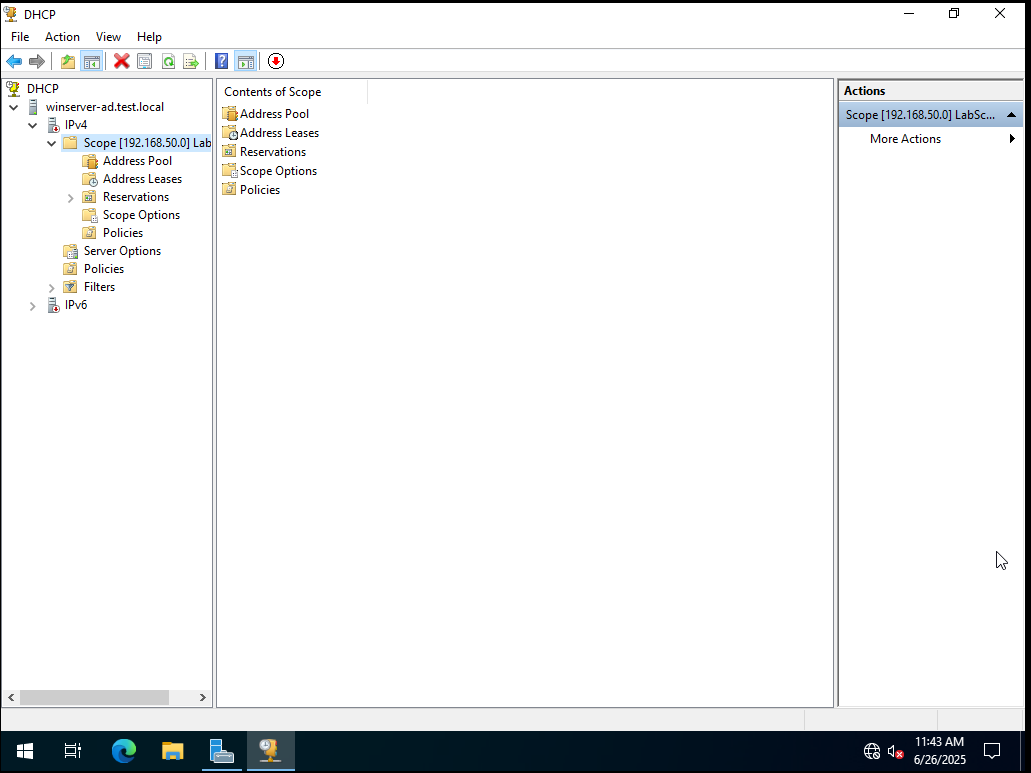 DHCP
File Action View Help
DHCP
winserver-ad.test.local
IPv4
Scope [192.168.50.0] Lab
Address Pool
Address Leases
Reservations
Scope Options
Policies
Server Options
Policies
Filters
IPv6
Contents of Scope
Address Pool
Address Leases
Reservations
Scope Options
Policies
Actions
Scope [192.168.50.0] LabSc...
More Actions
11:43 AM
6/26/2025